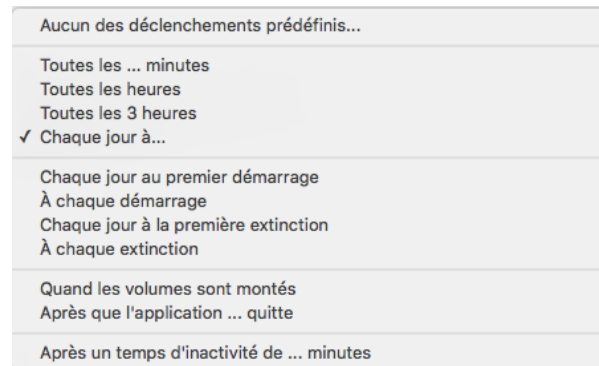 Aucun des déclenchements prédéfinis...
Toutes les ... minutes
Toutes les heures
Toutes les 3 heures
✓ Chaque jour à...
Chaque jour au premier démarrage
À chaque démarrage
Chaque jour à la première extinction
À chaque extinction
Quand les volumes sont montés
Après que l'application ... quitte
Après un temps d'inactivité de ... minutes